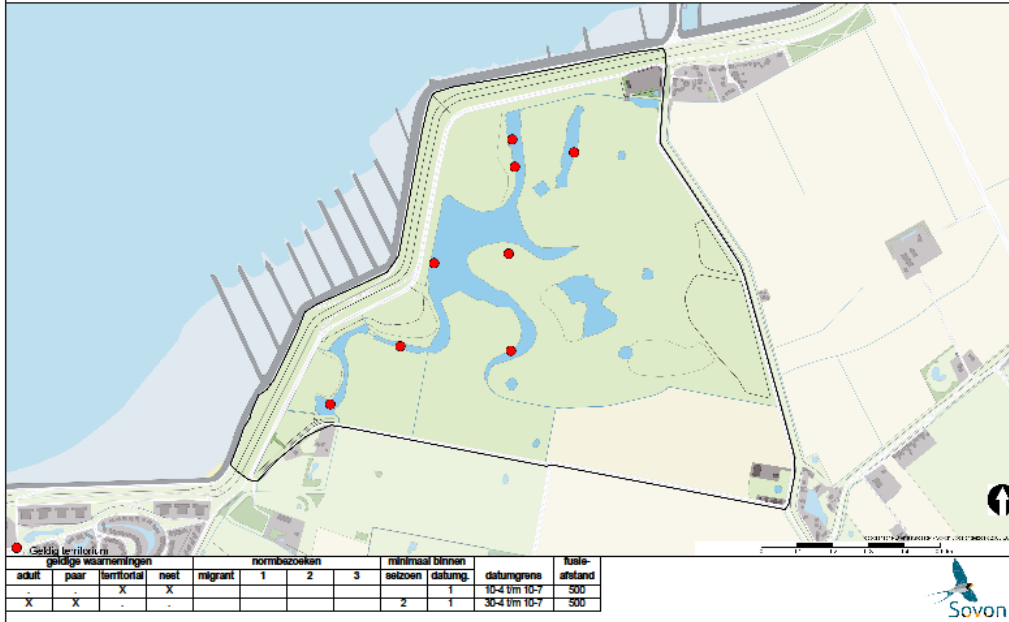 Geldig territorium
geldige waarnemingen normbezoeken minimaal binnen fusie-
adult paar territorial nest migrant 1 2 3 seizoen datumg. datumgrens afstand
. . X X 1 10-4 t/m 10-7 500
X X . . 2 1 30-4 t/m 10-7 500
Sovon